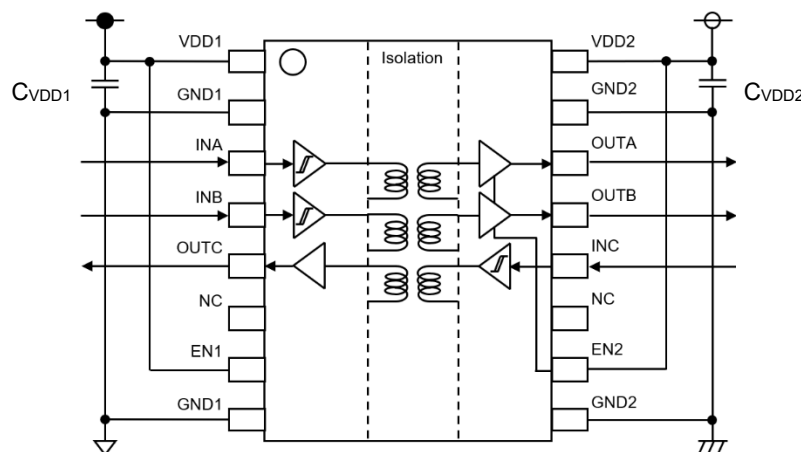 VDD1
Isolation
VDD2
CVDD1
GND1
GND2
CVDD2
INA
OUTA
INB
OUTB
OUTC
INC
NC
NC
EN1
EN2
GND1
GND2